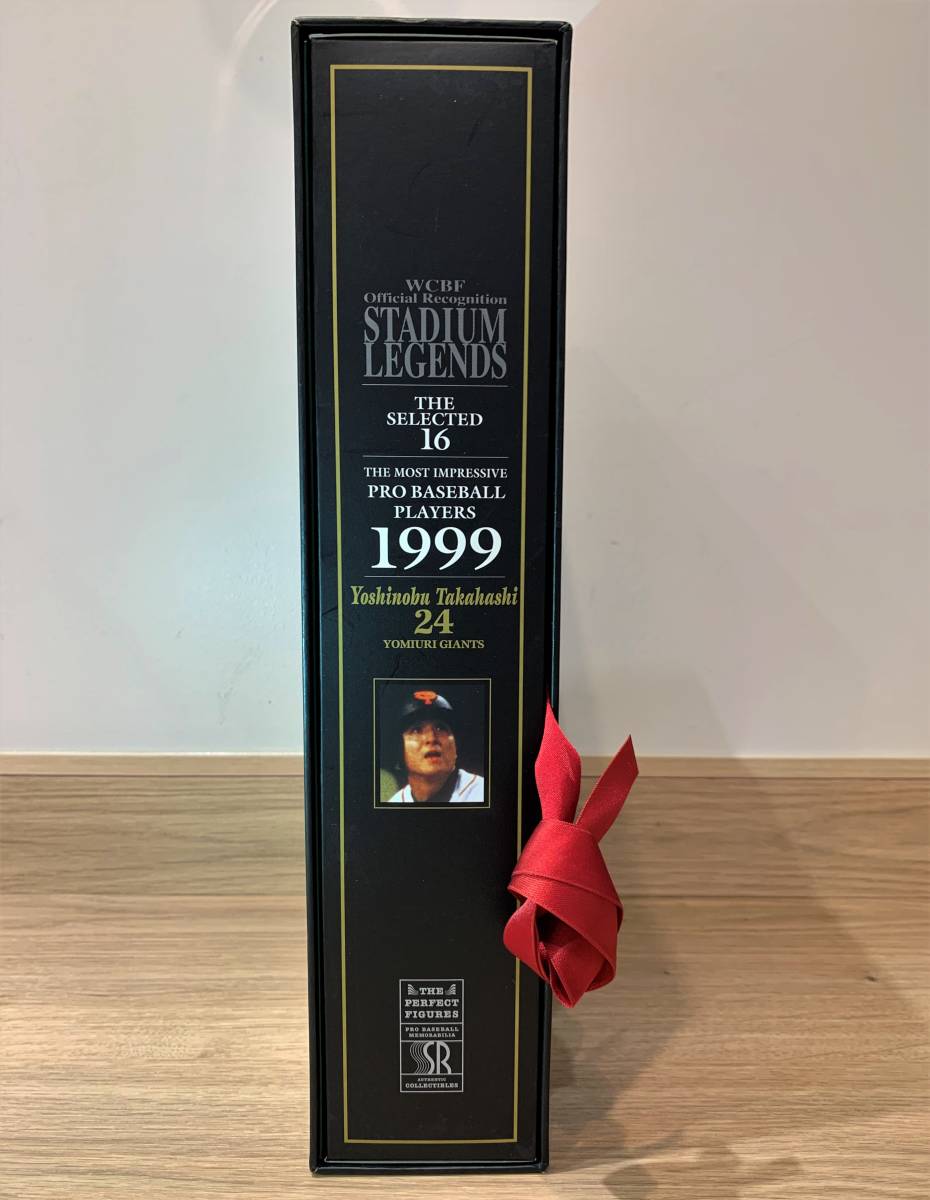 WCBF
Official Recognition
STADIUM
LEGENDS
THE
SELECTED
16
THE MOST IMPRESSIVE
PRO BASEBALL
PLAYERS
1999
Yoshinobu Takahashi
24
YOMIURI GIANTS
THE
PERFECT
FIGURES
PRO BASEBALL
MEMORABILIA
SR
AUTHENTIC
COLLECTIBLES